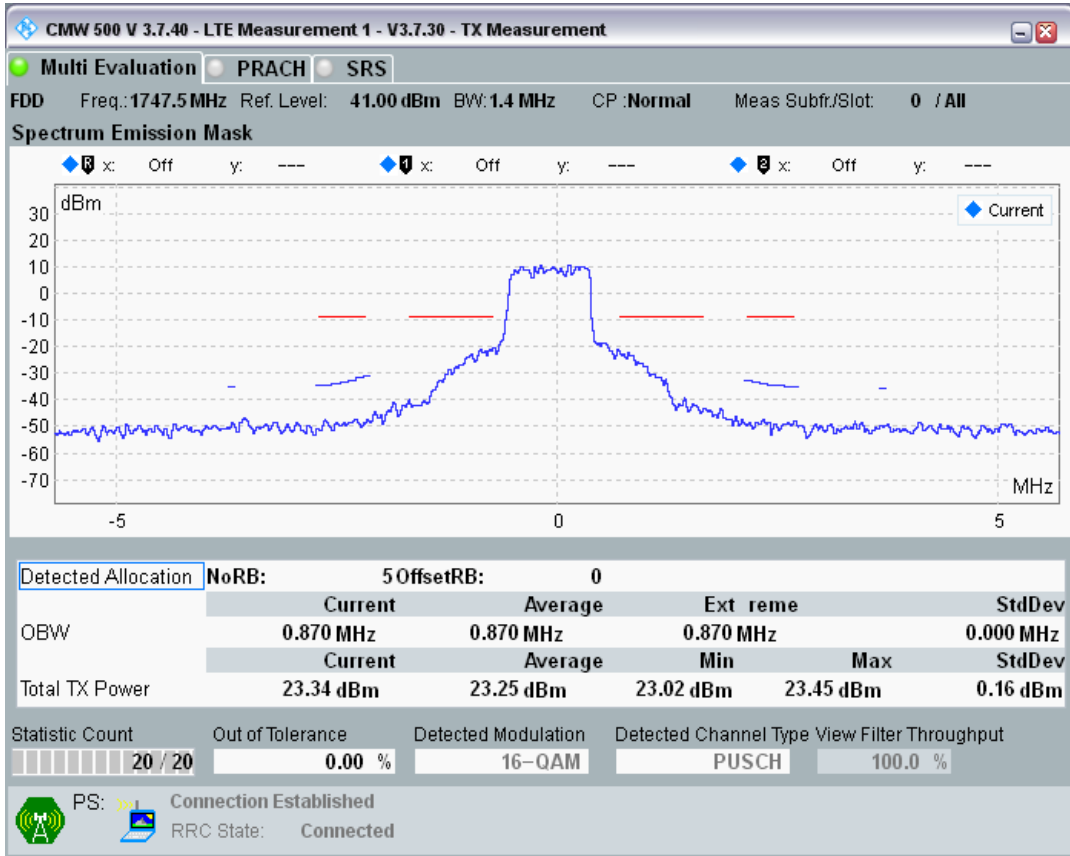 CMW 500 V 3.7.40 - LTE Measurement 1 - V3.7.30 - TX Measurement
Multi Evaluation PRACH SRS
FDD Freq.:1747.5 MHz Ref. Level: 41.00 dBm BW: 1.4 MHz CP :Normal Meas Subfr./Slot: 0 / All
Spectrum Emission Mask
R x: Off y: --- 1 x: Off y: --- 2 x: Off y: ---
dBm
Current
30
20
10
0
-10
-20
-30
-40
-50
-60
-70
MHz
-5 0 5
Detected Allocation NoRB: 5 OffsetRB: 0
Current Average Ext reme StdDev
OBW 0.870 MHz 0.870 MHz 0.870 MHz 0.000 MHz
Current Average Min Max StdDev
Total TX Power 23.34 dBm 23.25 dBm 23.02 dBm 23.45 dBm 0.16 dBm
Statistic Count Out of Tolerance Detected Modulation Detected Channel Type View Filter Throughput
20 / 20 0.00 % 16-QAM PUSCH 100.0 %
PS: Connection Established
RRC State: Connected